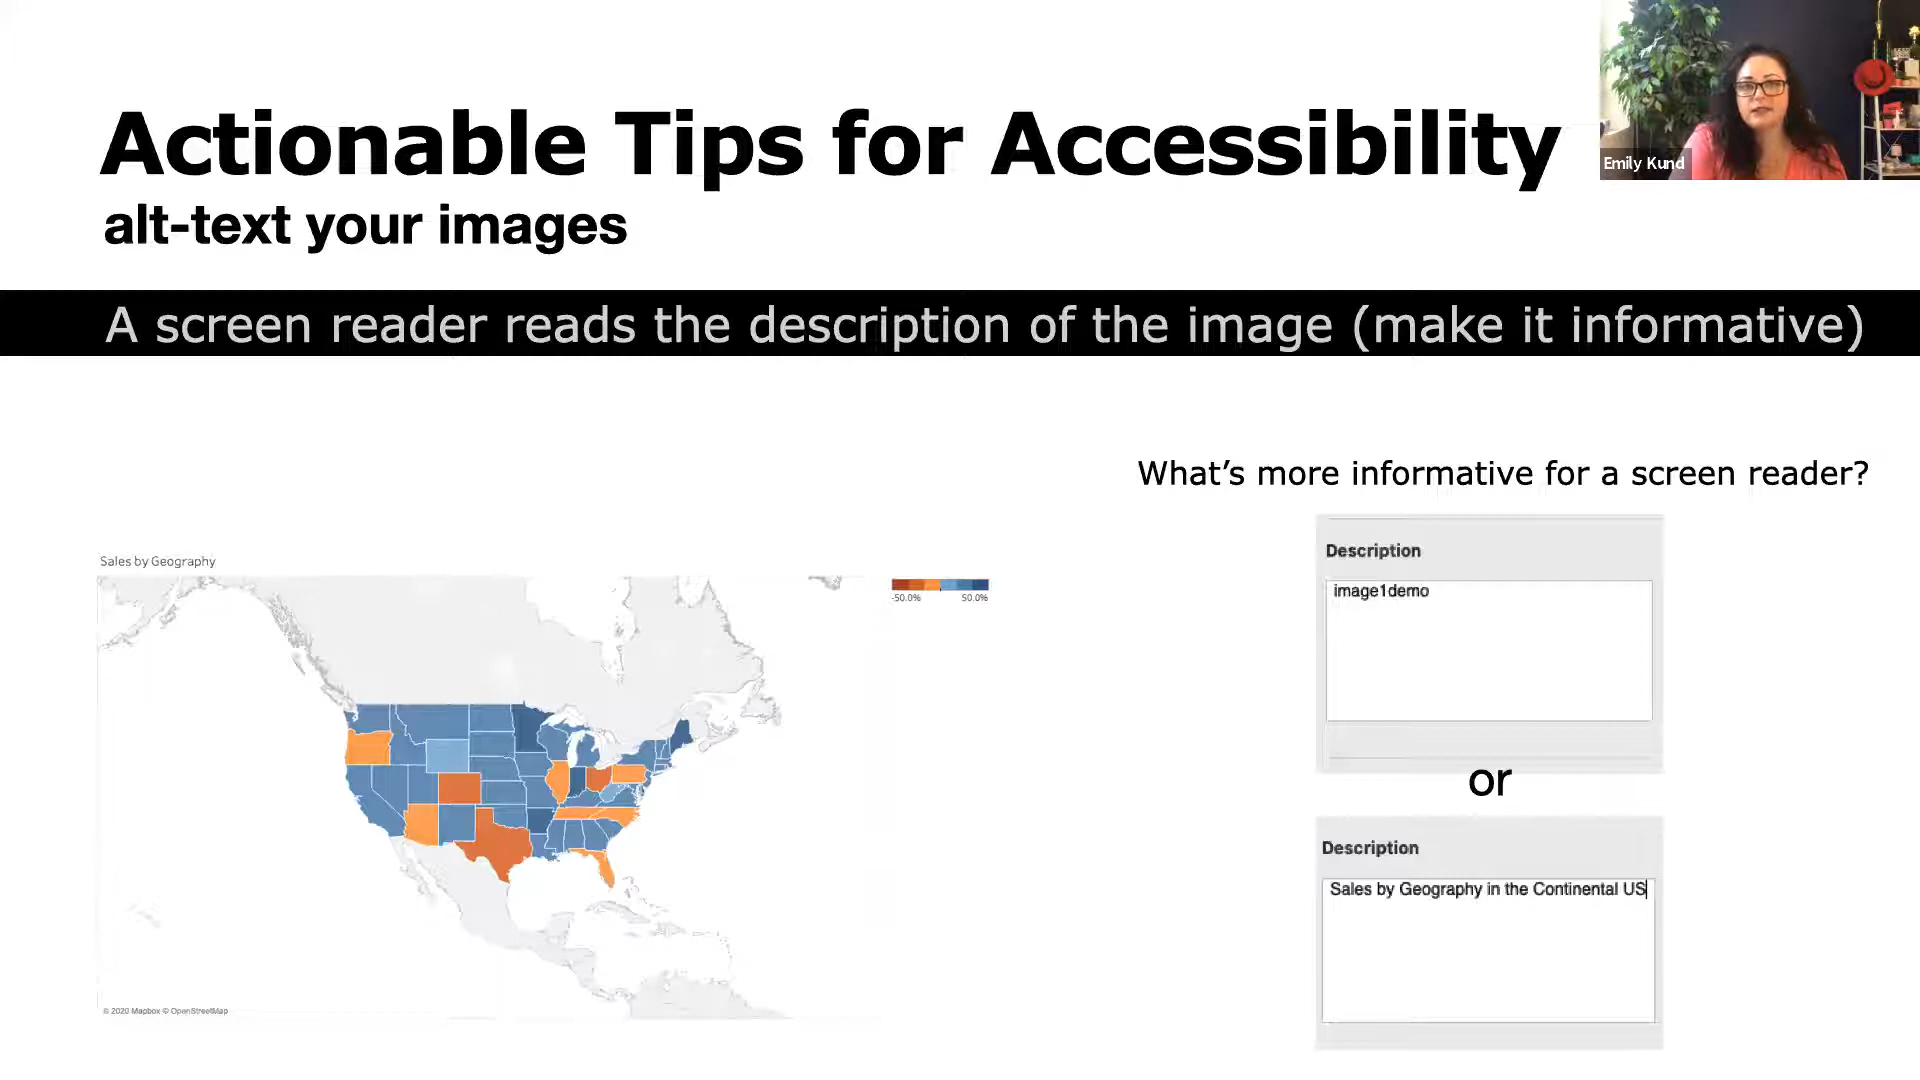 Actionable Tips for Accessibility
Emily Kund
alt-text your images
A screen reader reads the description of the image (make it informative)
What’s more informative for a screen reader?
Sales by Geography
-50.0% 50.0%
© 2020 Mapbox © OpenStreetMap
Description
image1demo
or
Description
Sales by Geography in the Continental US